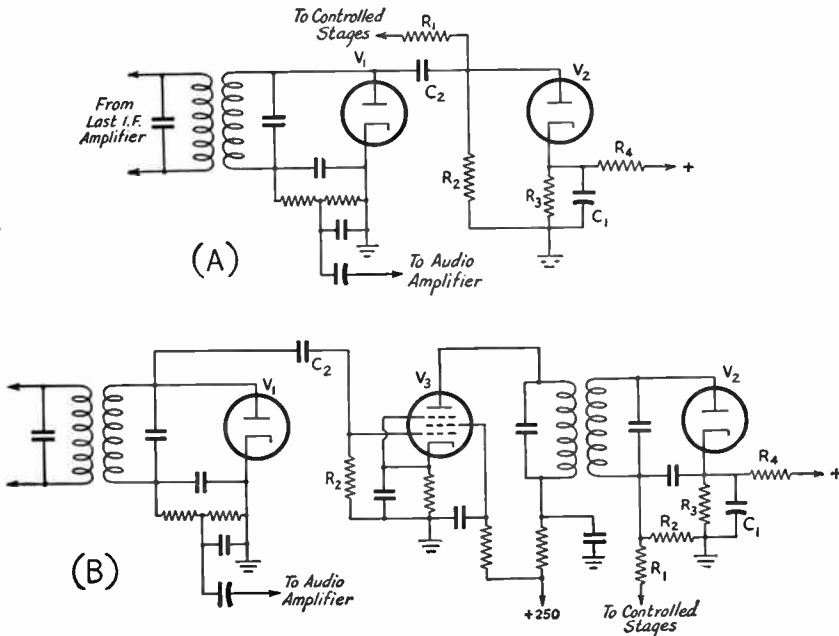 To Controlled
Stages
R₁
V₁
C₂
V₂
From
Last I.F.
Amplifier
R₂
R₃
R₄
+
C₁
(A)
To Audio
Amplifier
C₂
V₁
V₃
V₂
R₂
R₄
+
R₃
R₂
C₁
(B)
To Audio
Amplifier
+250
R₁
To Controlled
Stages